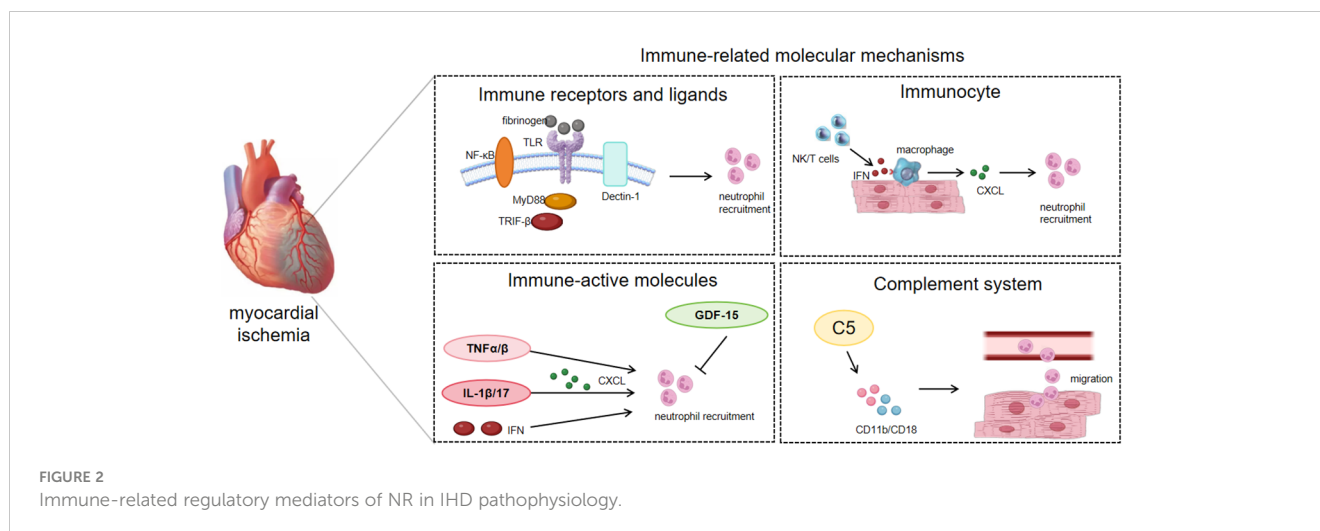 Immune-related molecular mechanisms
Immune receptors and ligands
fibrinogen
TLR
NF-κB
Dectin-1
MyD88
TRIF-β
neutrophil
recruitment
Immunocyte
NK/T cells
macrophage
IFN
CXCL
neutrophil
recruitment
myocardial
ischemia
Immune-active molecules
GDF-15
TNFα/β
CXCL
IL-1β/17
neutrophil recruitment
IFN
Complement system
C5
migration
CD11b/CD18
FIGURE 2
Immune-related regulatory mediators of NR in IHD pathophysiology.